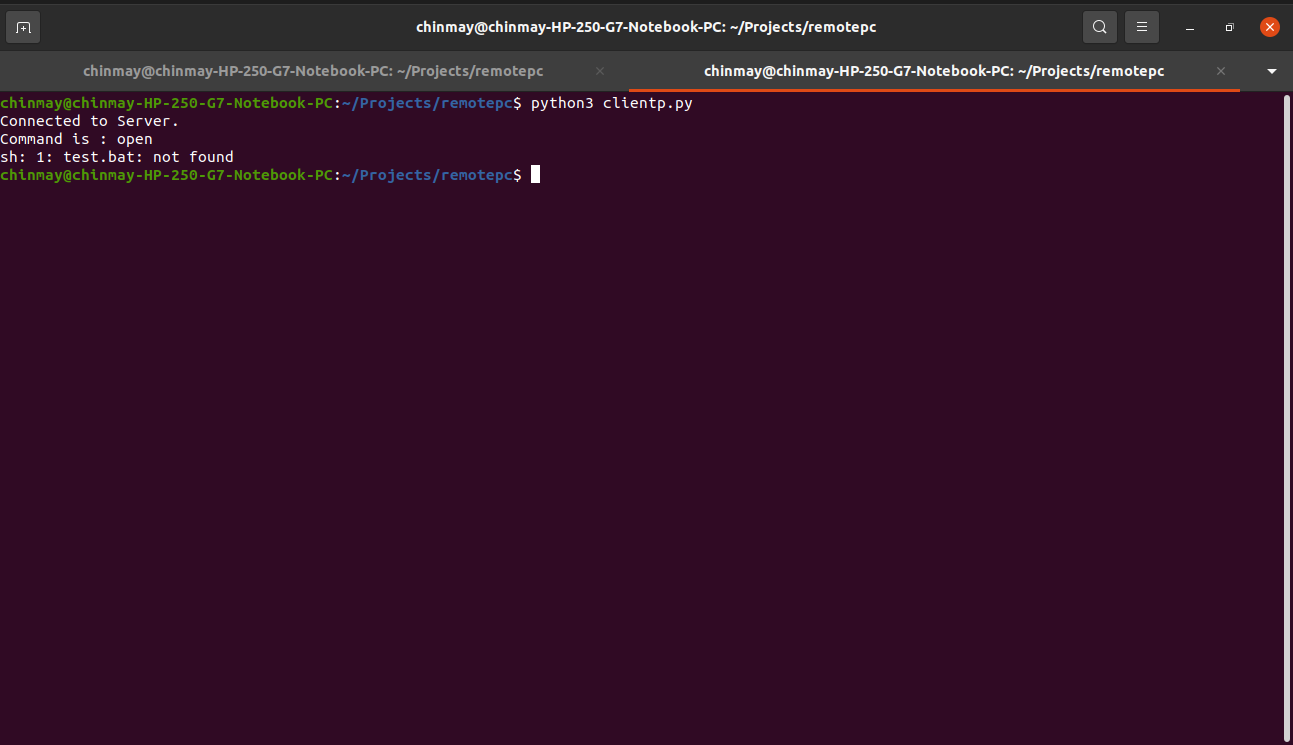 chinmay@chinmay-HP-250-G7-Notebook-PC: ~/Projects/remotepc
chinmay@chinmay-HP-250-G7-Notebook-PC: ~/Projects/remotepc
chinmay@chinmay-HP-250-G7-Notebook-PC: ~/Projects/remotepc
chinmay@chinmay-HP-250-G7-Notebook-PC:~/Projects/remotepc$ python3 clientp.py
Connected to Server.
Command is : open
sh: 1: test.bat: not found
chinmay@chinmay-HP-250-G7-Notebook-PC:~/Projects/remotepc$